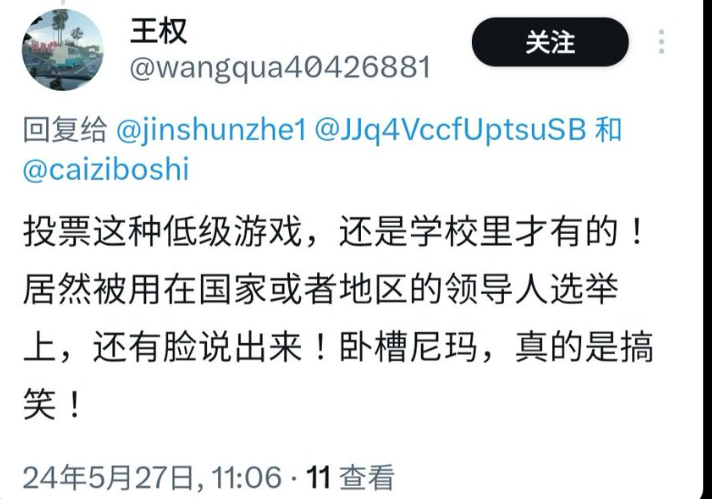 王权
@wangqua40426881
关注
回复给 @jinshunzhe1 @JJq4VccfUptsuSB 和
@caiziboshi
投票这种低级游戏，还是学校里才有的！
居然被用在国家或者地区的领导人选举
上，还有脸说出来！卧槽尼玛，真的是搞
笑！
24年5月27日, 11:06 · 11 查看